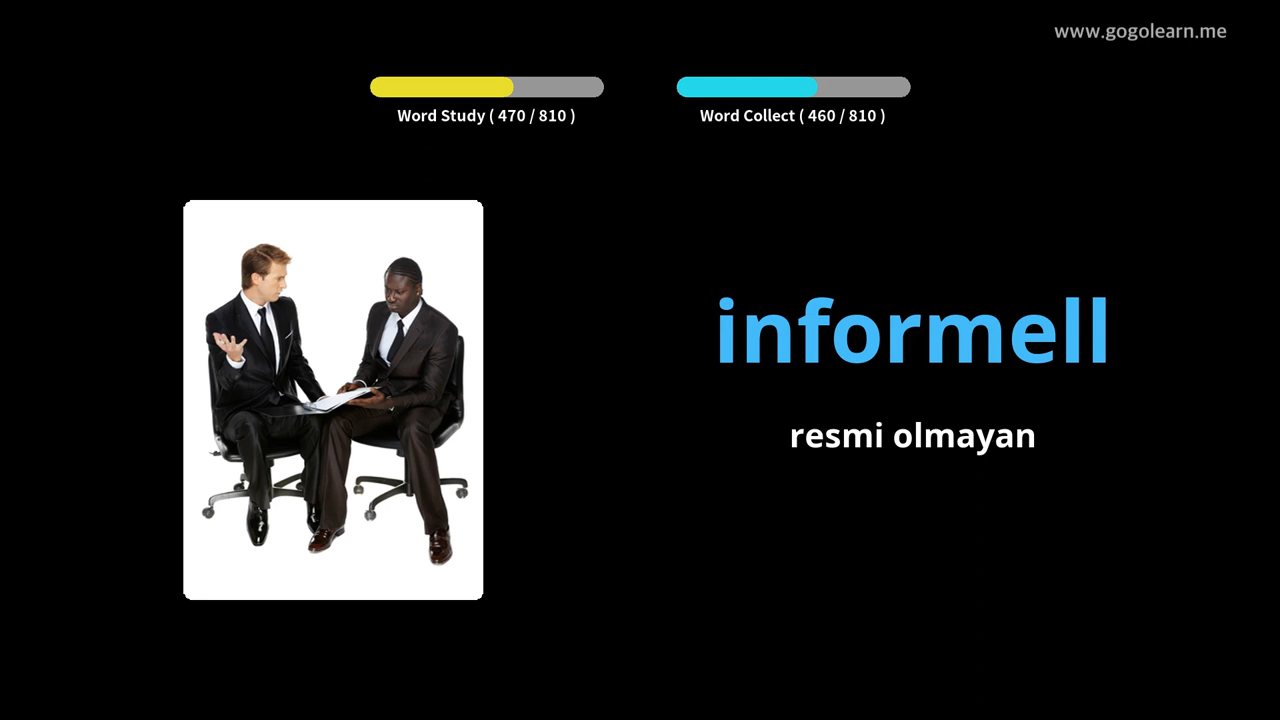 www.gogolearn.me
Word Study ( 470 / 810 )
Word Collect ( 460 / 810 )
informell
resmi olmayan